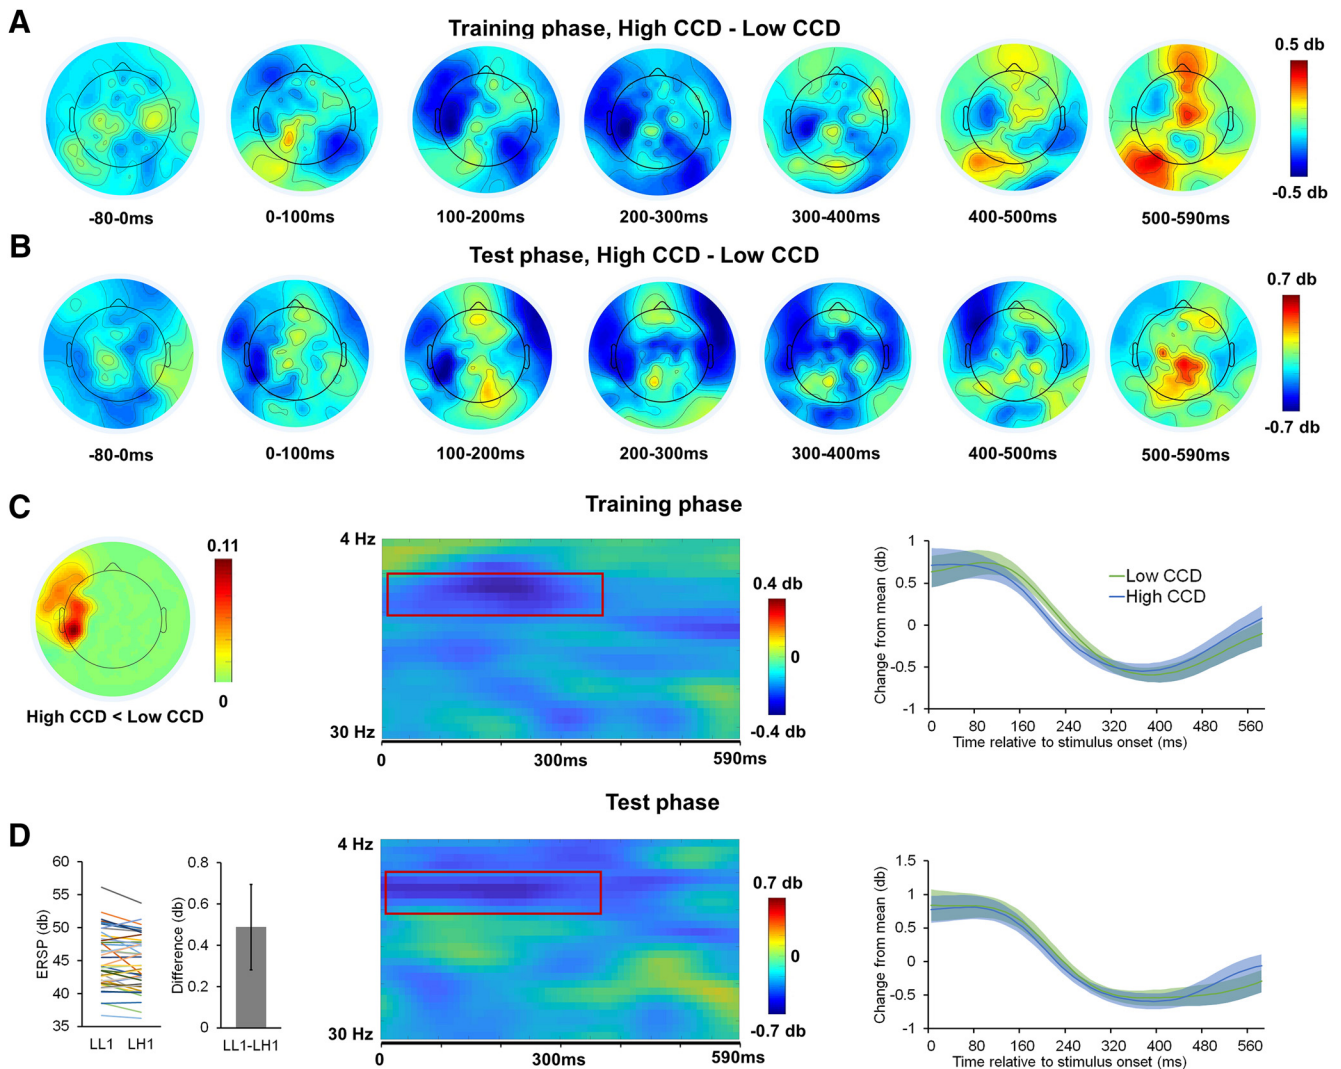 A
Training phase, High CCD - Low CCD
0.5 db
-0.5 db
-80-0ms 0-100ms 100-200ms 200-300ms 300-400ms 400-500ms 500-590ms
B
Test phase, High CCD - Low CCD
0.7 db
-0.7 db
-80-0ms 0-100ms 100-200ms 200-300ms 300-400ms 400-500ms 500-590ms
C
Training phase
0.11
0
High CCD < Low CCD
4 Hz
30 Hz
0 300ms 590ms
0.4 db
0
-0.4 db
Change from mean (db)
1
0.5
0
-0.5
-1
Low CCD
High CCD
0 80 160 240 320 400 480 560
Time relative to stimulus onset (ms)
Test phase
D
ERSP (db)
60
55
50
45
40
35
LL1 LH1
Difference (db)
0.8
0.6
0.4
0.2
0
LL1-LH1
4 Hz
30 Hz
0 300ms 590ms
0.7 db
0
-0.7 db
Change from mean (db)
1.5
1
0.5
0
-0.5
-1
0 80 160 240 320 400 480 560
Time relative to stimulus onset (ms)